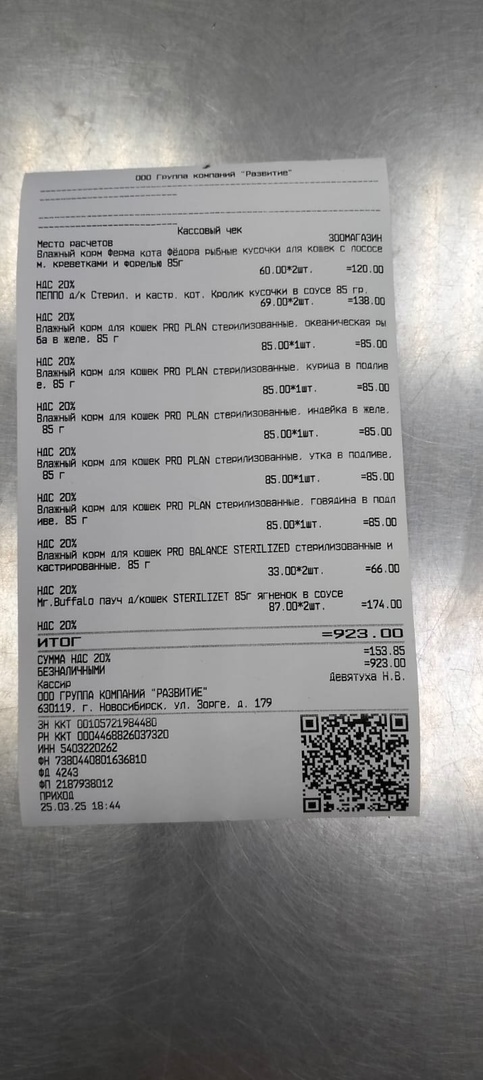 ООО Группа компаний "Развитие"
Кассовый чек
Место расчетов ЗООМАГАЗИН
Влажный корм Ферма кота Фёдора рыбные кусочки для кошек с лососе
м, креветками и форелью 85г
60.00*2шт. =120.00
НДС 20%
ПЕППО д/к Стерил. и кастр. кот. Кролик кусочки в соусе 85 гр.
69.00*2шт. =138.00
НДС 20%
Влажный корм для кошек PRO PLAN стерилизованные, океаническая ры
ба в желе, 85 г
85.00*1шт. =85.00
НДС 20%
Влажный корм для кошек PRO PLAN стерилизованные, курица в подлив
е, 85 г
85.00*1шт. =85.00
НДС 20%
Влажный корм для кошек PRO PLAN стерилизованные, индейка в желе,
85 г
85.00*1шт. =85.00
НДС 20%
Влажный корм для кошек PRO PLAN стерилизованные, утка в подливе,
85 г
85.00*1шт. =85.00
НДС 20%
Влажный корм для кошек PRO PLAN стерилизованные, говядина в подл
иве, 85 г
85.00*1шт. =85.00
НДС 20%
Влажный корм для кошек PRO BALANCE STERILIZED стерилизованные и
кастрированные, 85 г
33.00*2шт. =66.00
НДС 20%
Mr.Buffalo пауч д/кошек STERILIZET 85г ягненок в соусе
87.00*2шт. =174.00
НДС 20%
ИТОГ =923.00
СУММА НДС 20% =153.85
БЕЗНАЛИЧНЫМИ =923.00
Кассир Девятуха Н.В.
ООО ГРУППА КОМПАНИЙ "РАЗВИТИЕ"
630119, г. Новосибирск, ул. Зорге, д. 179
ЗН ККТ 00105721984480
РН ККТ 0004468826037320
ИНН 5403220262
ФН 7380440801636810
ФД 4243
ФП 2187938012
ПРИХОД
25.03.25 18:44